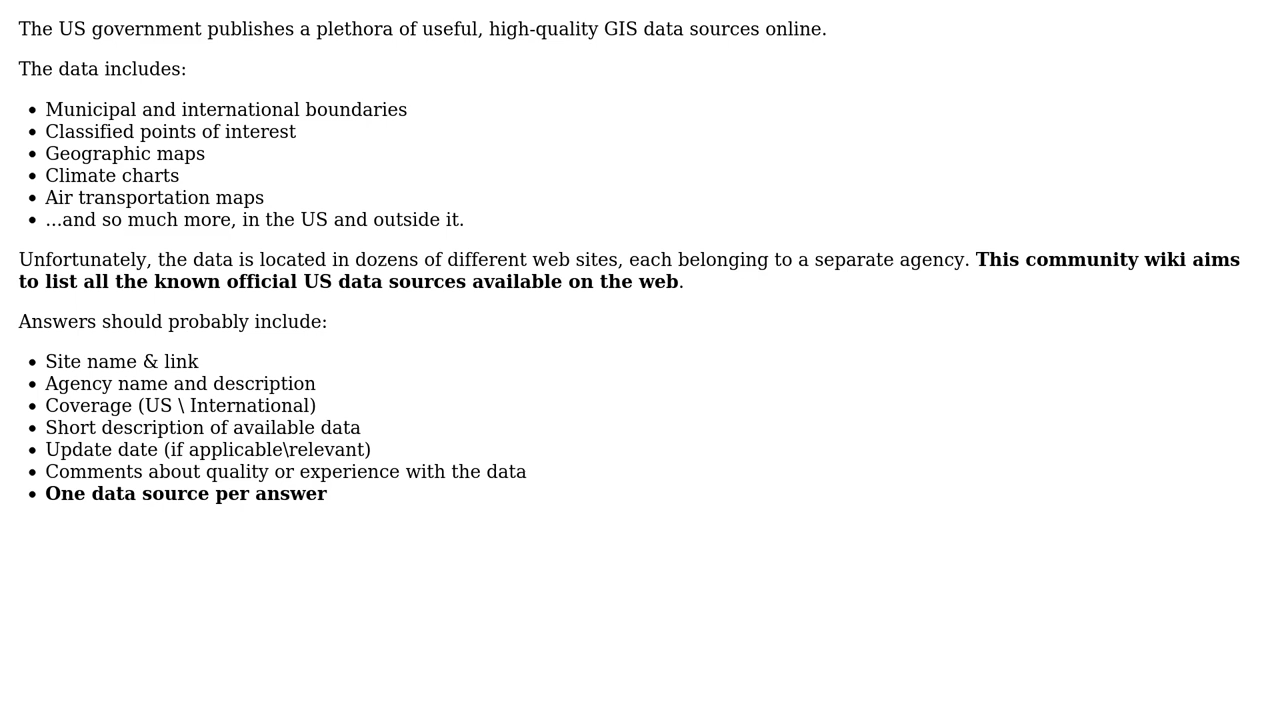 The US government publishes a plethora of useful, high-quality GIS data sources online.
The data includes:
• Municipal and international boundaries
• Classified points of interest
• Geographic maps
• Climate charts
• Air transportation maps
• ...and so much more, in the US and outside it.
Unfortunately, the data is located in dozens of different web sites, each belonging to a separate agency. This community wiki aims
to list all the known official US data sources available on the web.
Answers should probably include:
• Site name & link
• Agency name and description
• Coverage (US \ International)
• Short description of available data
• Update date (if applicable\relevant)
• Comments about quality or experience with the data
• One data source per answer